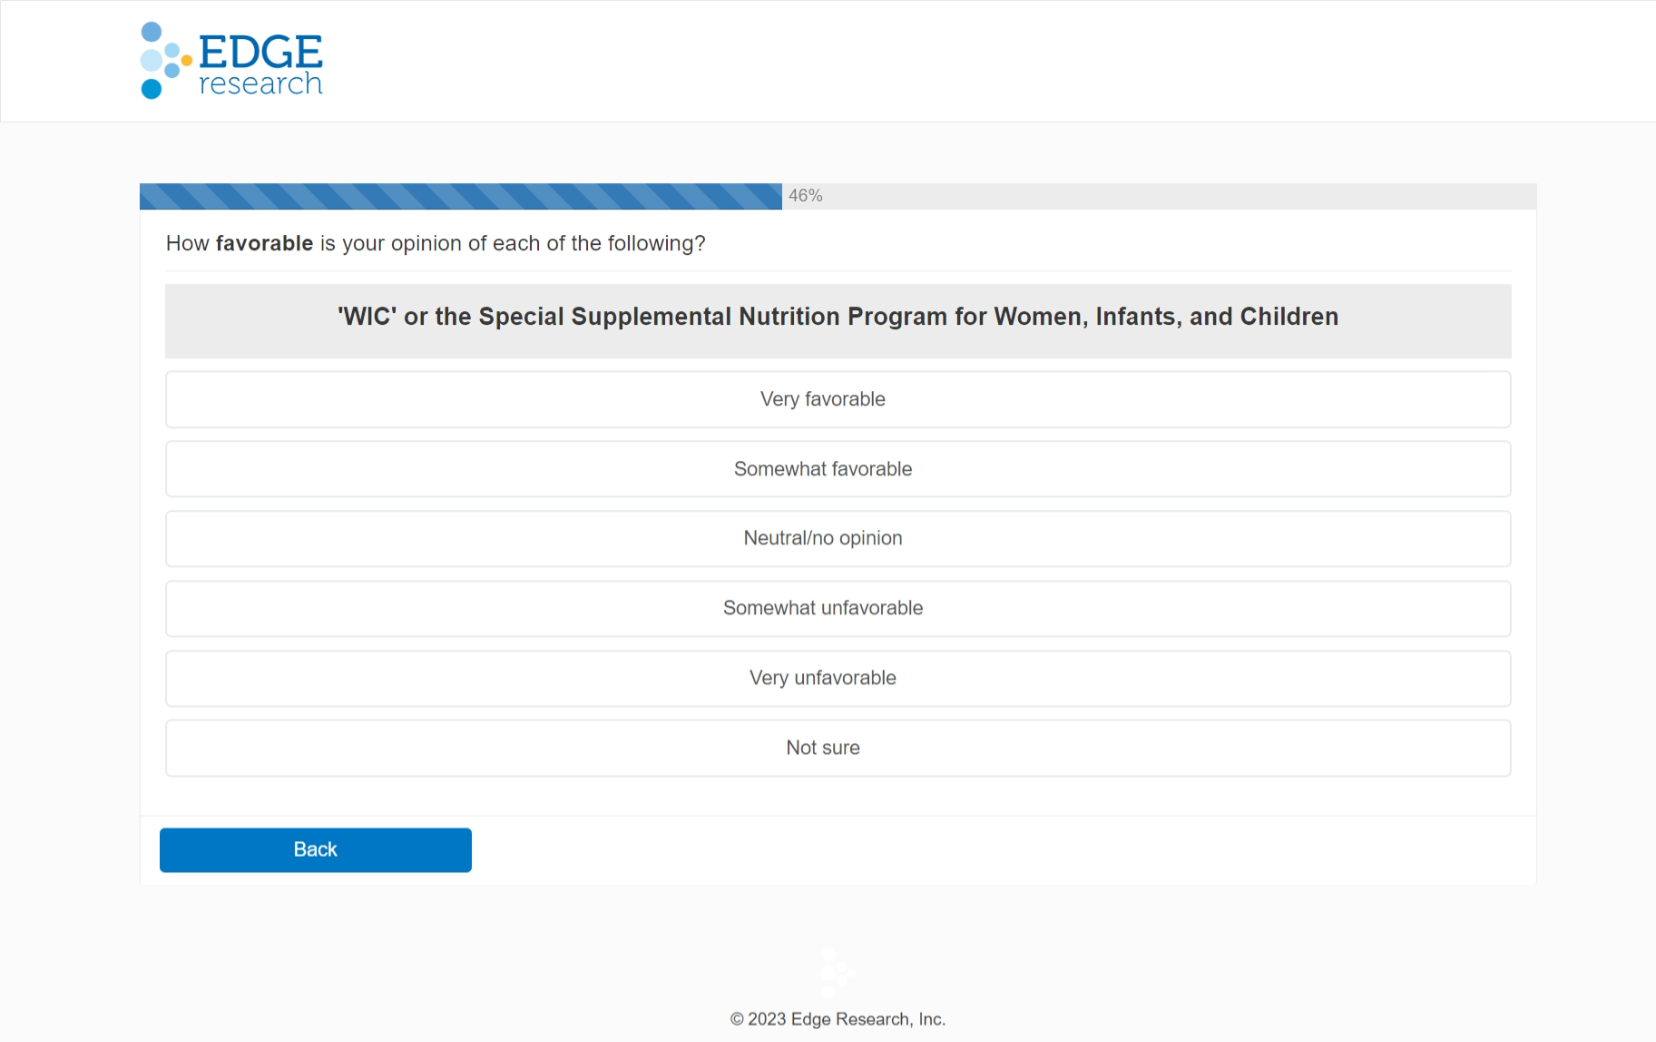 EDGE
research
46%
How favorable is your opinion of each of the following?
'WIC' or the Special Supplemental Nutrition Program for Women, Infants, and Children
Very favorable
Somewhat favorable
Neutral/no opinion
Somewhat unfavorable
Very unfavorable
Not sure
Back
© 2023 Edge Research, Inc.